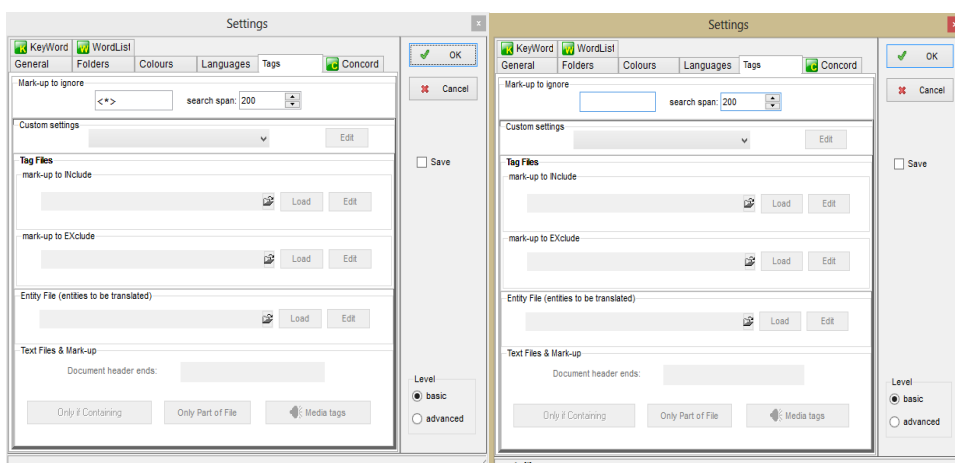 Settings
x
KeyWord WordList
General Folders Colours Languages Tags Concord
Mark-up to ignore
<*> search span: 200
Custom settings
Edit
Tag Files
mark-up to INclude
Load Edit
mark-up to EXclude
Load Edit
Entity File (entities to be translated)
Load Edit
Text Files & Mark-up
Document header ends:
Only if Containing Only Part of File Media tags
OK
Cancel
Save
Level
basic
advanced
Settings
x
KeyWord WordList
General Folders Colours Languages Tags Concord
Mark-up to ignore
search span: 200
Custom settings
Edit
Tag Files
mark-up to INclude
Load Edit
mark-up to EXclude
Load Edit
Entity File (entities to be translated)
Load Edit
Text Files & Mark-up
Document header ends:
Only if Containing Only Part of File Media tags
OK
Cancel
Save
Level
basic
advanced